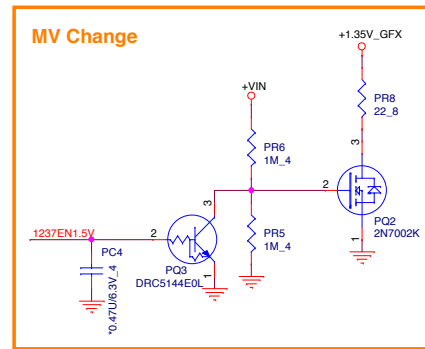 MV Change
+1.35V_GFX
+VIN
PR8
22_8
3
PR6
1M_4
3
2
1237EN1.5V
2
PR5
1M_4
PQ2
2N7002K
1
PC4
*0.47U/6.3V_4
PQ3
DRC5144E0L
1